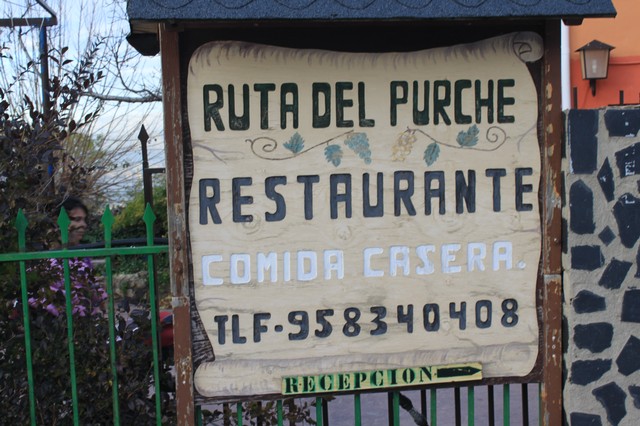 RUTA DEL PURCHE
RESTAURANTE
COMIDA CASERA.
TLF-958340408
RECEPCION